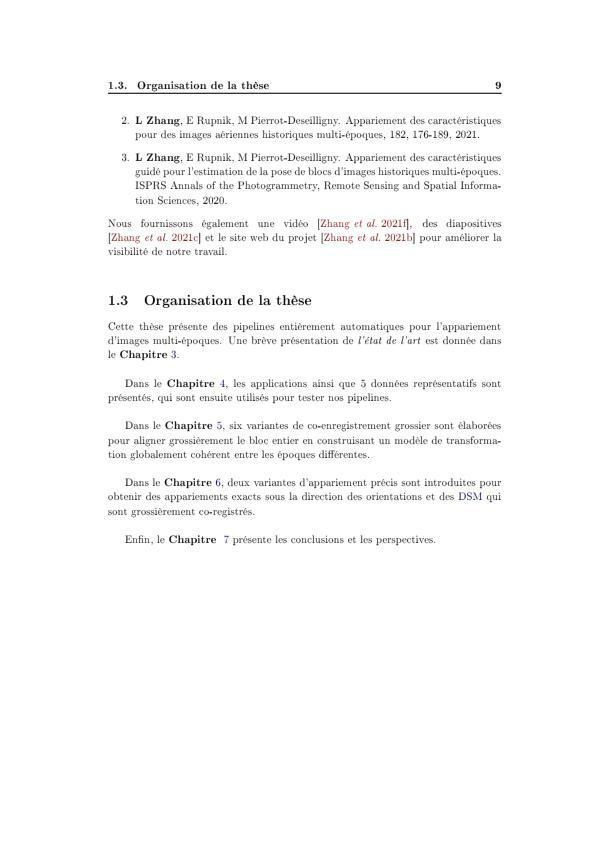 1.3. Organisation de la thèse 9
2. L Zhang, E Rupnik, M Pierrot-Deseilligny. Appariement des caractéristiques
pour des images aériennes historiques multi-époques, 182, 176-189, 2021.
3. L Zhang, E Rupnik, M Pierrot-Deseilligny. Appariement des caractéristiques
guidé pour l'estimation de la pose de blocs d'images historiques multi-époques.
ISPRS Annals of the Photogrammetry, Remote Sensing and Spatial Informa-
tion Sciences, 2020.
Nous fournissons également une vidéo [Zhang et al. 2021f], des diapositives
[Zhang et al. 2021c] et le site web du projet [Zhang et al. 2021b] pour améliorer la
visibilité de notre travail.
1.3 Organisation de la thèse
Cette thèse présente des pipelines entièrement automatiques pour l'appariement
d'images multi-époques. Une brève présentation de l'état de l'art est donnée dans
le Chapitre 3.
Dans le Chapitre 4, les applications ainsi que 5 données représentatifs sont
présentés, qui sont ensuite utilisés pour tester nos pipelines.
Dans le Chapitre 5, six variantes de co-enregistrement grossier sont élaborées
pour aligner grossièrement le bloc entier en construisant un modèle de transforma-
tion globalement cohérent entre les époques différentes.
Dans le Chapitre 6, deux variantes d'appariement précis sont introduites pour
obtenir des appariements exacts sous la direction des orientations et des DSM qui
sont grossièrement co-registrés.
Enfin, le Chapitre 7 présente les conclusions et les perspectives.